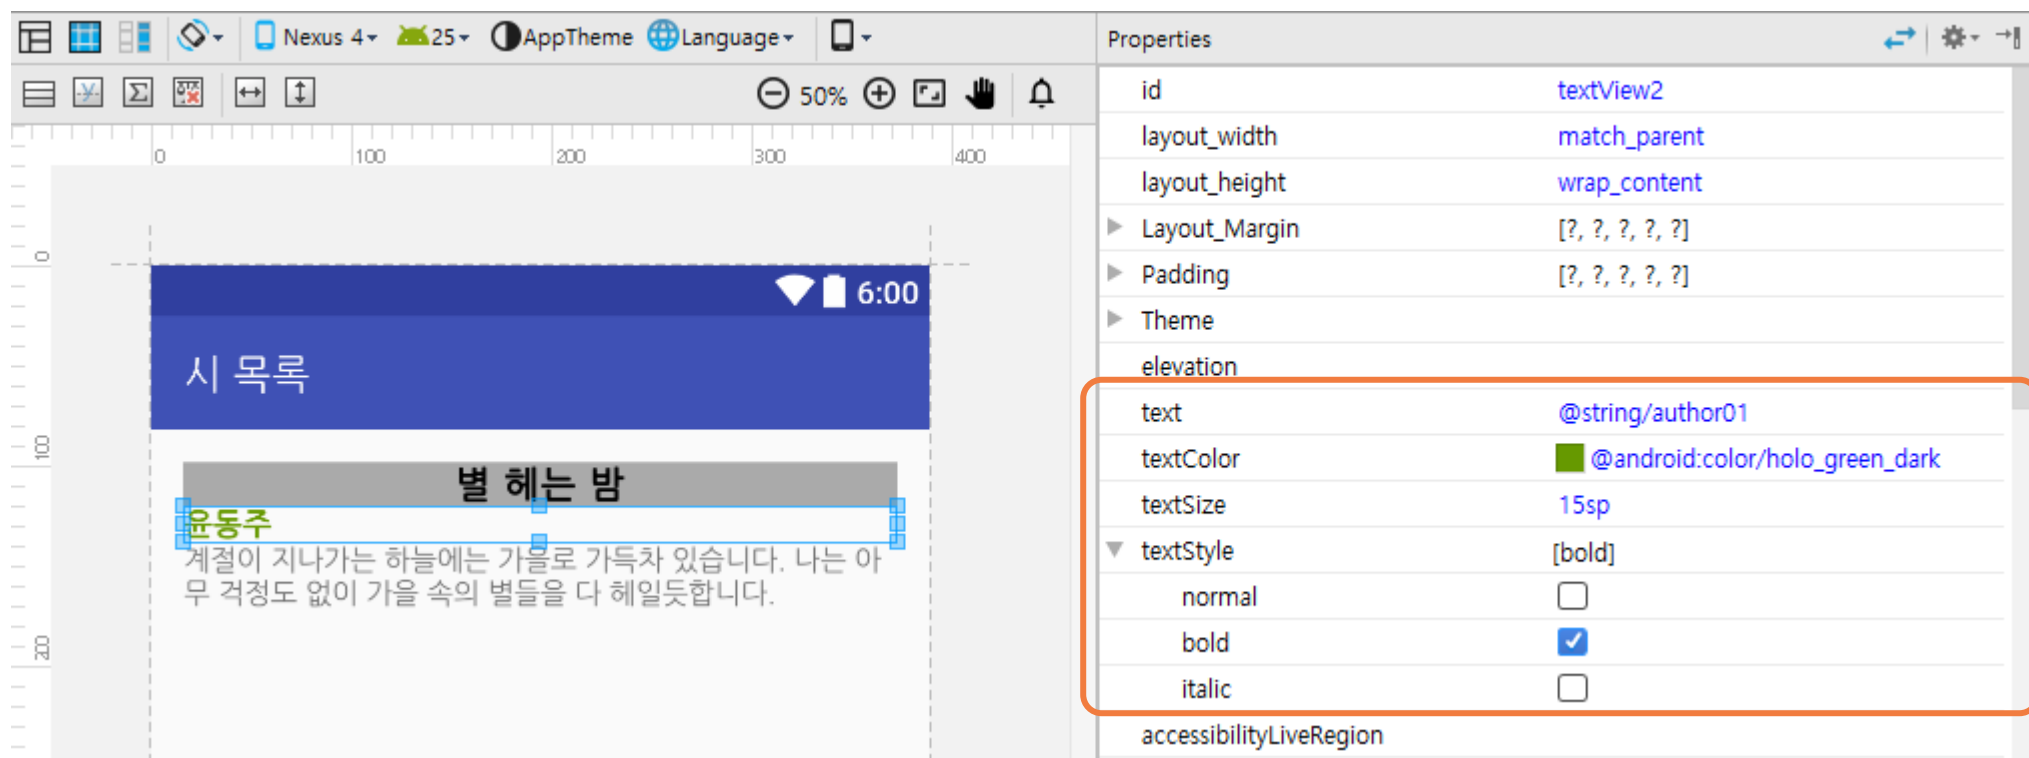 Nexus 4 25 AppTheme Language
50%
0 100 200 300 400
0
100
200
6:00
시 목록
별 헤는 밤
윤동주
계절이 지나가는 하늘에는 가을로 가득차 있습니다. 나는 아
무 걱정도 없이 가을 속의 별들을 다 헤일듯합니다.
Properties
id textView2
layout_width match_parent
layout_height wrap_content
Layout_Margin [?, ?, ?, ?, ?]
Padding [?, ?, ?, ?, ?]
Theme
elevation
text @string/author01
textColor @android:color/holo_green_dark
textSize 15sp
textStyle [bold]
normal
bold
italic
accessibilityLiveRegion